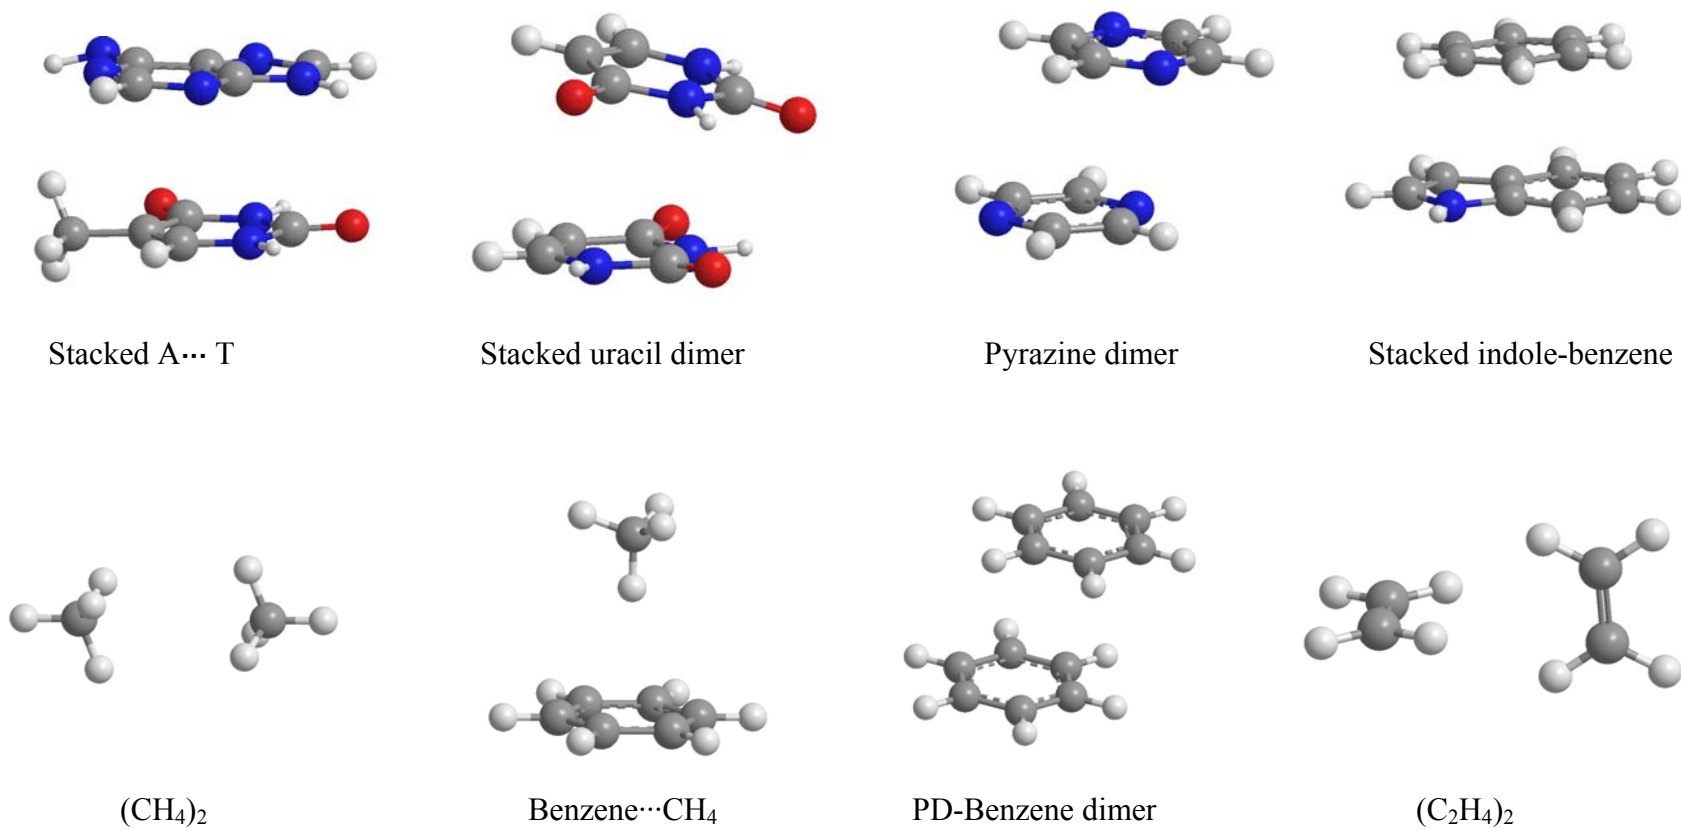 Stacked A··· T
Stacked uracil dimer
Pyrazine dimer
Stacked indole-benzene
(CH₄)₂
Benzene···CH₄
PD-Benzene dimer
(C₂H₄)₂